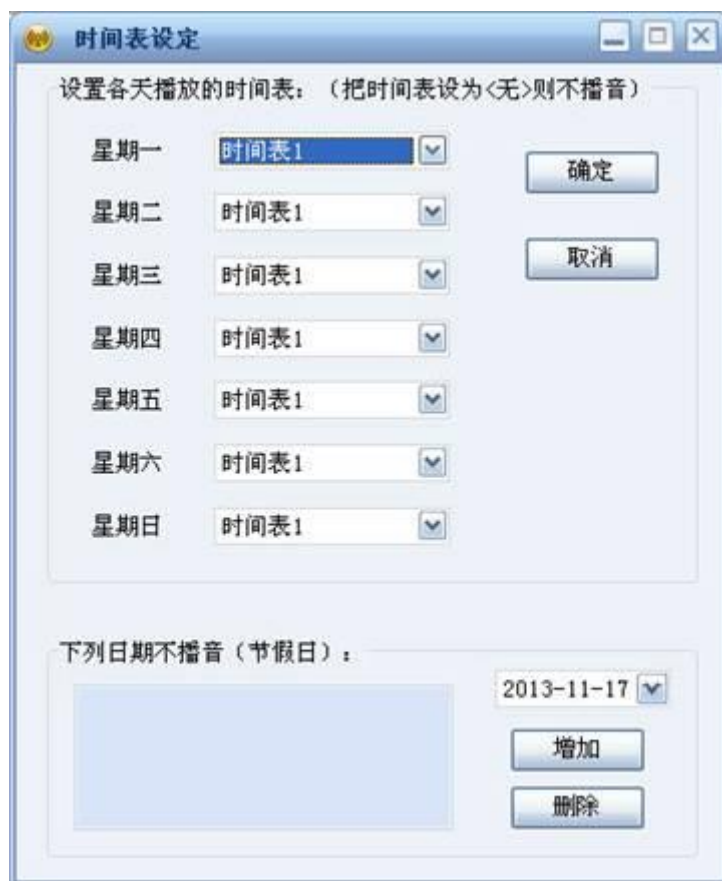 时间表设定
设置各天播放的时间表：（把时间表设为<无>则不播音）
星期一 时间表1
确定
星期二 时间表1
取消
星期三 时间表1
星期四 时间表1
星期五 时间表1
星期六 时间表1
星期日 时间表1
下列日期不播音（节假日）：
2013-11-17
增加
删除